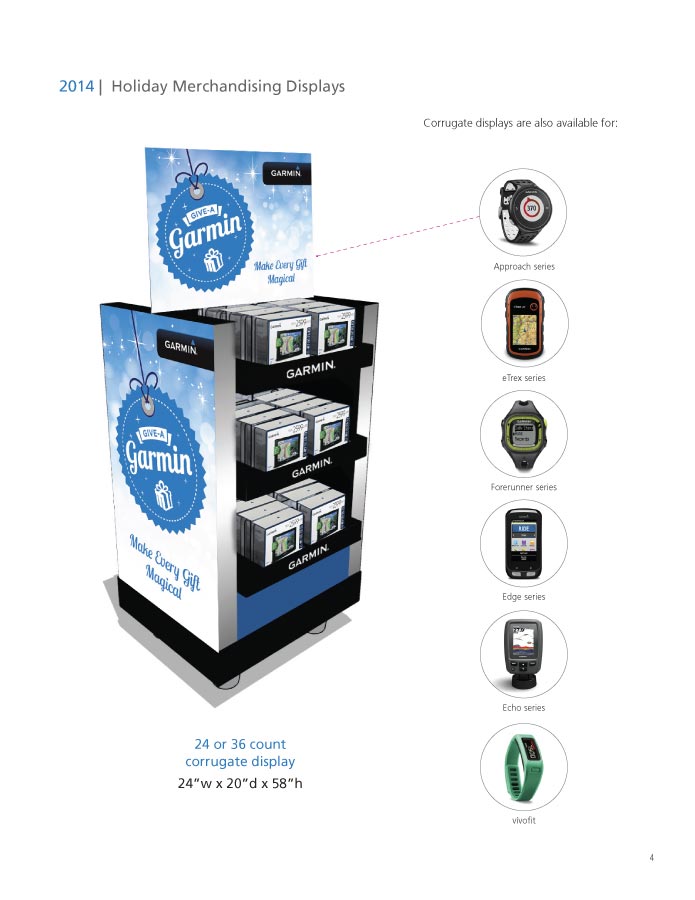 2014 | Holiday Merchandising Displays
Corrugate displays are also available for:
GARMIN
GIVE-A
Garmin
Make Every Gift
Magical
GARMIN
GIVE-A
Garmin
Make Every Gift
Magical
GARMIN
GARMIN
GARMIN
370
Approach series
eTrex series
Forerunner series
RIDE
Edge series
Echo series
vívofit
24 or 36 count
corrugate display
24"w x 20"d x 58"h
4